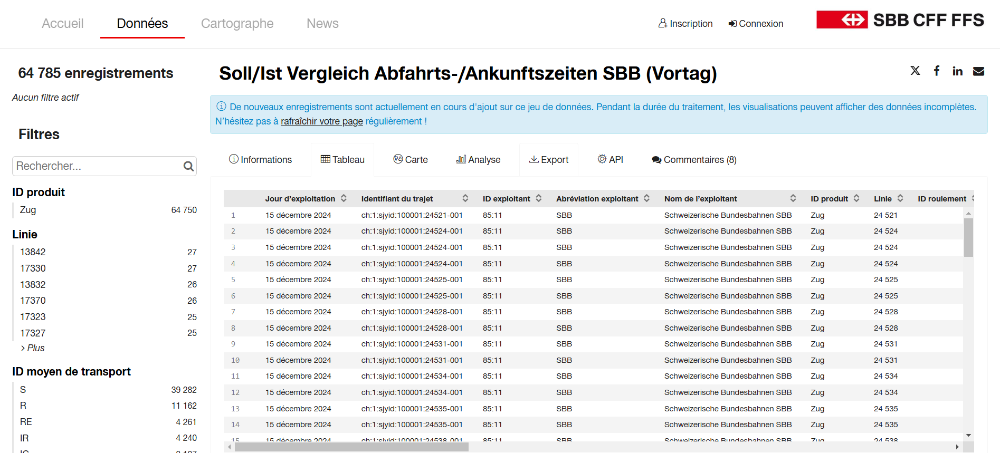 Accueil Données Cartographe News Inscription Connexion SBB CFF FFS
64 785 enregistrements
Aucun filtre actif
Filtres
Rechercher...
ID produit
Zug 64 750
Linie
13842 27
17330 27
13832 26
17370 26
17323 25
17327 25
> Plus
ID moyen de transport
S 39 282
R 11 162
RE 4 261
IR 4 240
Soll/Ist Vergleich Abfahrts-/Ankunftszeiten SBB (Vortag)
De nouveaux enregistrements sont actuellement en cours d'ajout sur ce jeu de données. Pendant la durée du traitement, les visualisations peuvent afficher des données incomplètes.
N'hésitez pas à rafraîchir votre page régulièrement !
Informations Tableau Carte Analyse Export API Commentaires (8)
Jour d'exploitation Identifiant du trajet ID exploitant Abréviation exploitant Nom de l'exploitant ID produit Linie ID roulement
1 15 décembre 2024 ch:1:sjyid:100001:24521-001 85:11 SBB Schweizerische Bundesbahnen SBB Zug 24 521
2 15 décembre 2024 ch:1:sjyid:100001:24524-001 85:11 SBB Schweizerische Bundesbahnen SBB Zug 24 524
3 15 décembre 2024 ch:1:sjyid:100001:24524-001 85:11 SBB Schweizerische Bundesbahnen SBB Zug 24 524
4 15 décembre 2024 ch:1:sjyid:100001:24524-001 85:11 SBB Schweizerische Bundesbahnen SBB Zug 24 524
5 15 décembre 2024 ch:1:sjyid:100001:24525-001 85:11 SBB Schweizerische Bundesbahnen SBB Zug 24 525
6 15 décembre 2024 ch:1:sjyid:100001:24525-001 85:11 SBB Schweizerische Bundesbahnen SBB Zug 24 525
7 15 décembre 2024 ch:1:sjyid:100001:24528-001 85:11 SBB Schweizerische Bundesbahnen SBB Zug 24 528
8 15 décembre 2024 ch:1:sjyid:100001:24528-001 85:11 SBB Schweizerische Bundesbahnen SBB Zug 24 528
9 15 décembre 2024 ch:1:sjyid:100001:24531-001 85:11 SBB Schweizerische Bundesbahnen SBB Zug 24 531
10 15 décembre 2024 ch:1:sjyid:100001:24531-001 85:11 SBB Schweizerische Bundesbahnen SBB Zug 24 531
11 15 décembre 2024 ch:1:sjyid:100001:24534-001 85:11 SBB Schweizerische Bundesbahnen SBB Zug 24 534
12 15 décembre 2024 ch:1:sjyid:100001:24534-001 85:11 SBB Schweizerische Bundesbahnen SBB Zug 24 534
13 15 décembre 2024 ch:1:sjyid:100001:24535-001 85:11 SBB Schweizerische Bundesbahnen SBB Zug 24 535
14 15 décembre 2024 ch:1:sjyid:100001:24535-001 85:11 SBB Schweizerische Bundesbahnen SBB Zug 24 535
15 15 décembre 2024 ch:1:sjyid:100001:24538-001 85:11 SBB Schweizerische Bundesbahnen SBB Zug 24 538